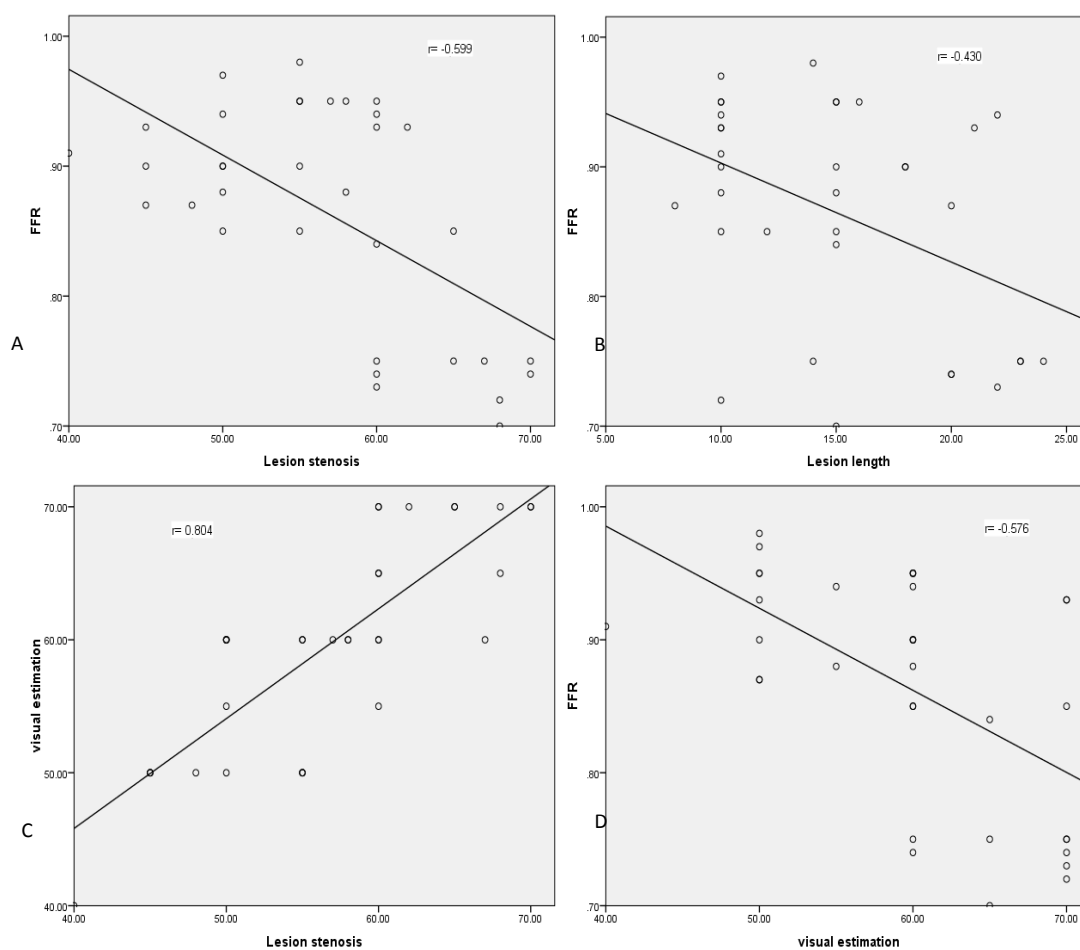 1.00
.90
.80
.70
FFR
r= -0.599
A
40.00 50.00 60.00 70.00
Lesion stenosis
1.00
.90
.80
.70
FFR
r= -0.430
B
5.00 10.00 15.00 20.00 25.00
Lesion length
70.00
60.00
50.00
40.00
visual estimation
r= 0.804
C
40.00 50.00 60.00 70.00
Lesion stenosis
1.00
.90
.80
.70
FFR
r= -0.576
D
40.00 50.00 60.00 70.00
visual estimation